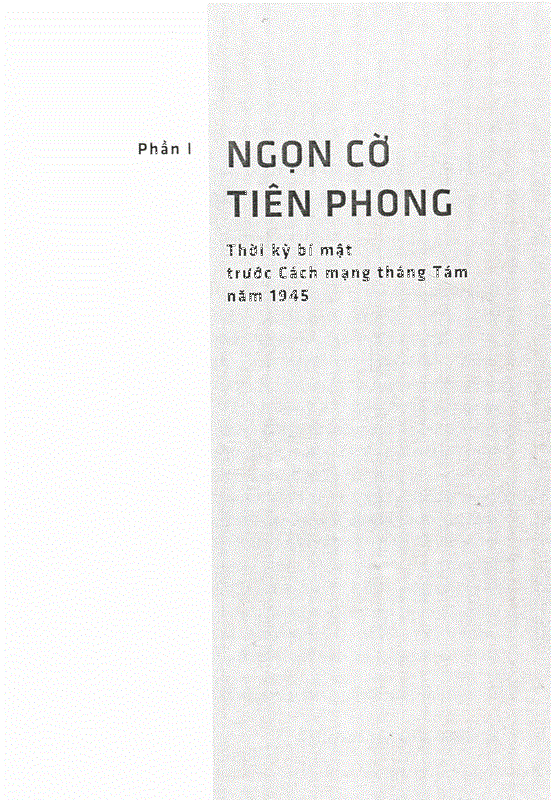 Phần I
NGỌN CỜ
TIÊN PHONG
Thời kỳ bí mật
trước Cách mạng tháng Tám
năm 1945